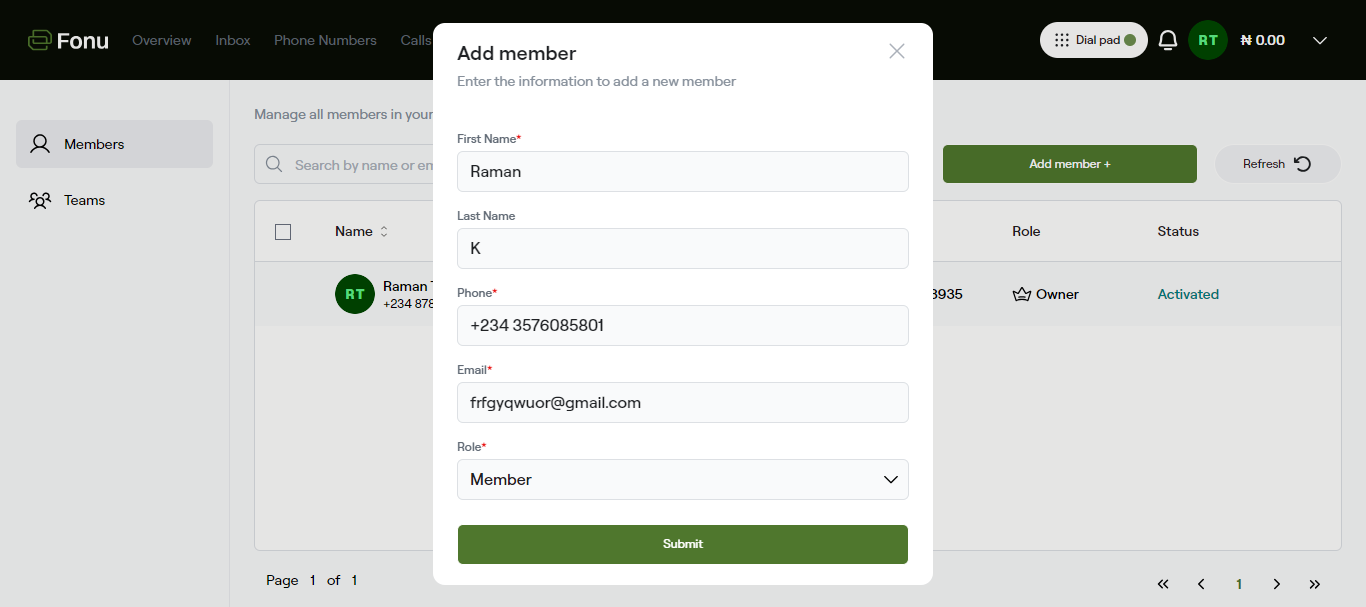 Fonu
Overview Inbox Phone Numbers Calls
Dial pad
RT
₦ 0.00
Members
Teams
Manage all members in your
Search by name or em
Add member +
Refresh
Name Role Status
RT
Raman
+234 878
3935
Owner
Activated
Page 1 of 1
1
Add member
Enter the information to add a new member
First Name*
Raman
Last Name
K
Phone*
+234 3576085801
Email*
frfgyqwuor@gmail.com
Role*
Member
Submit